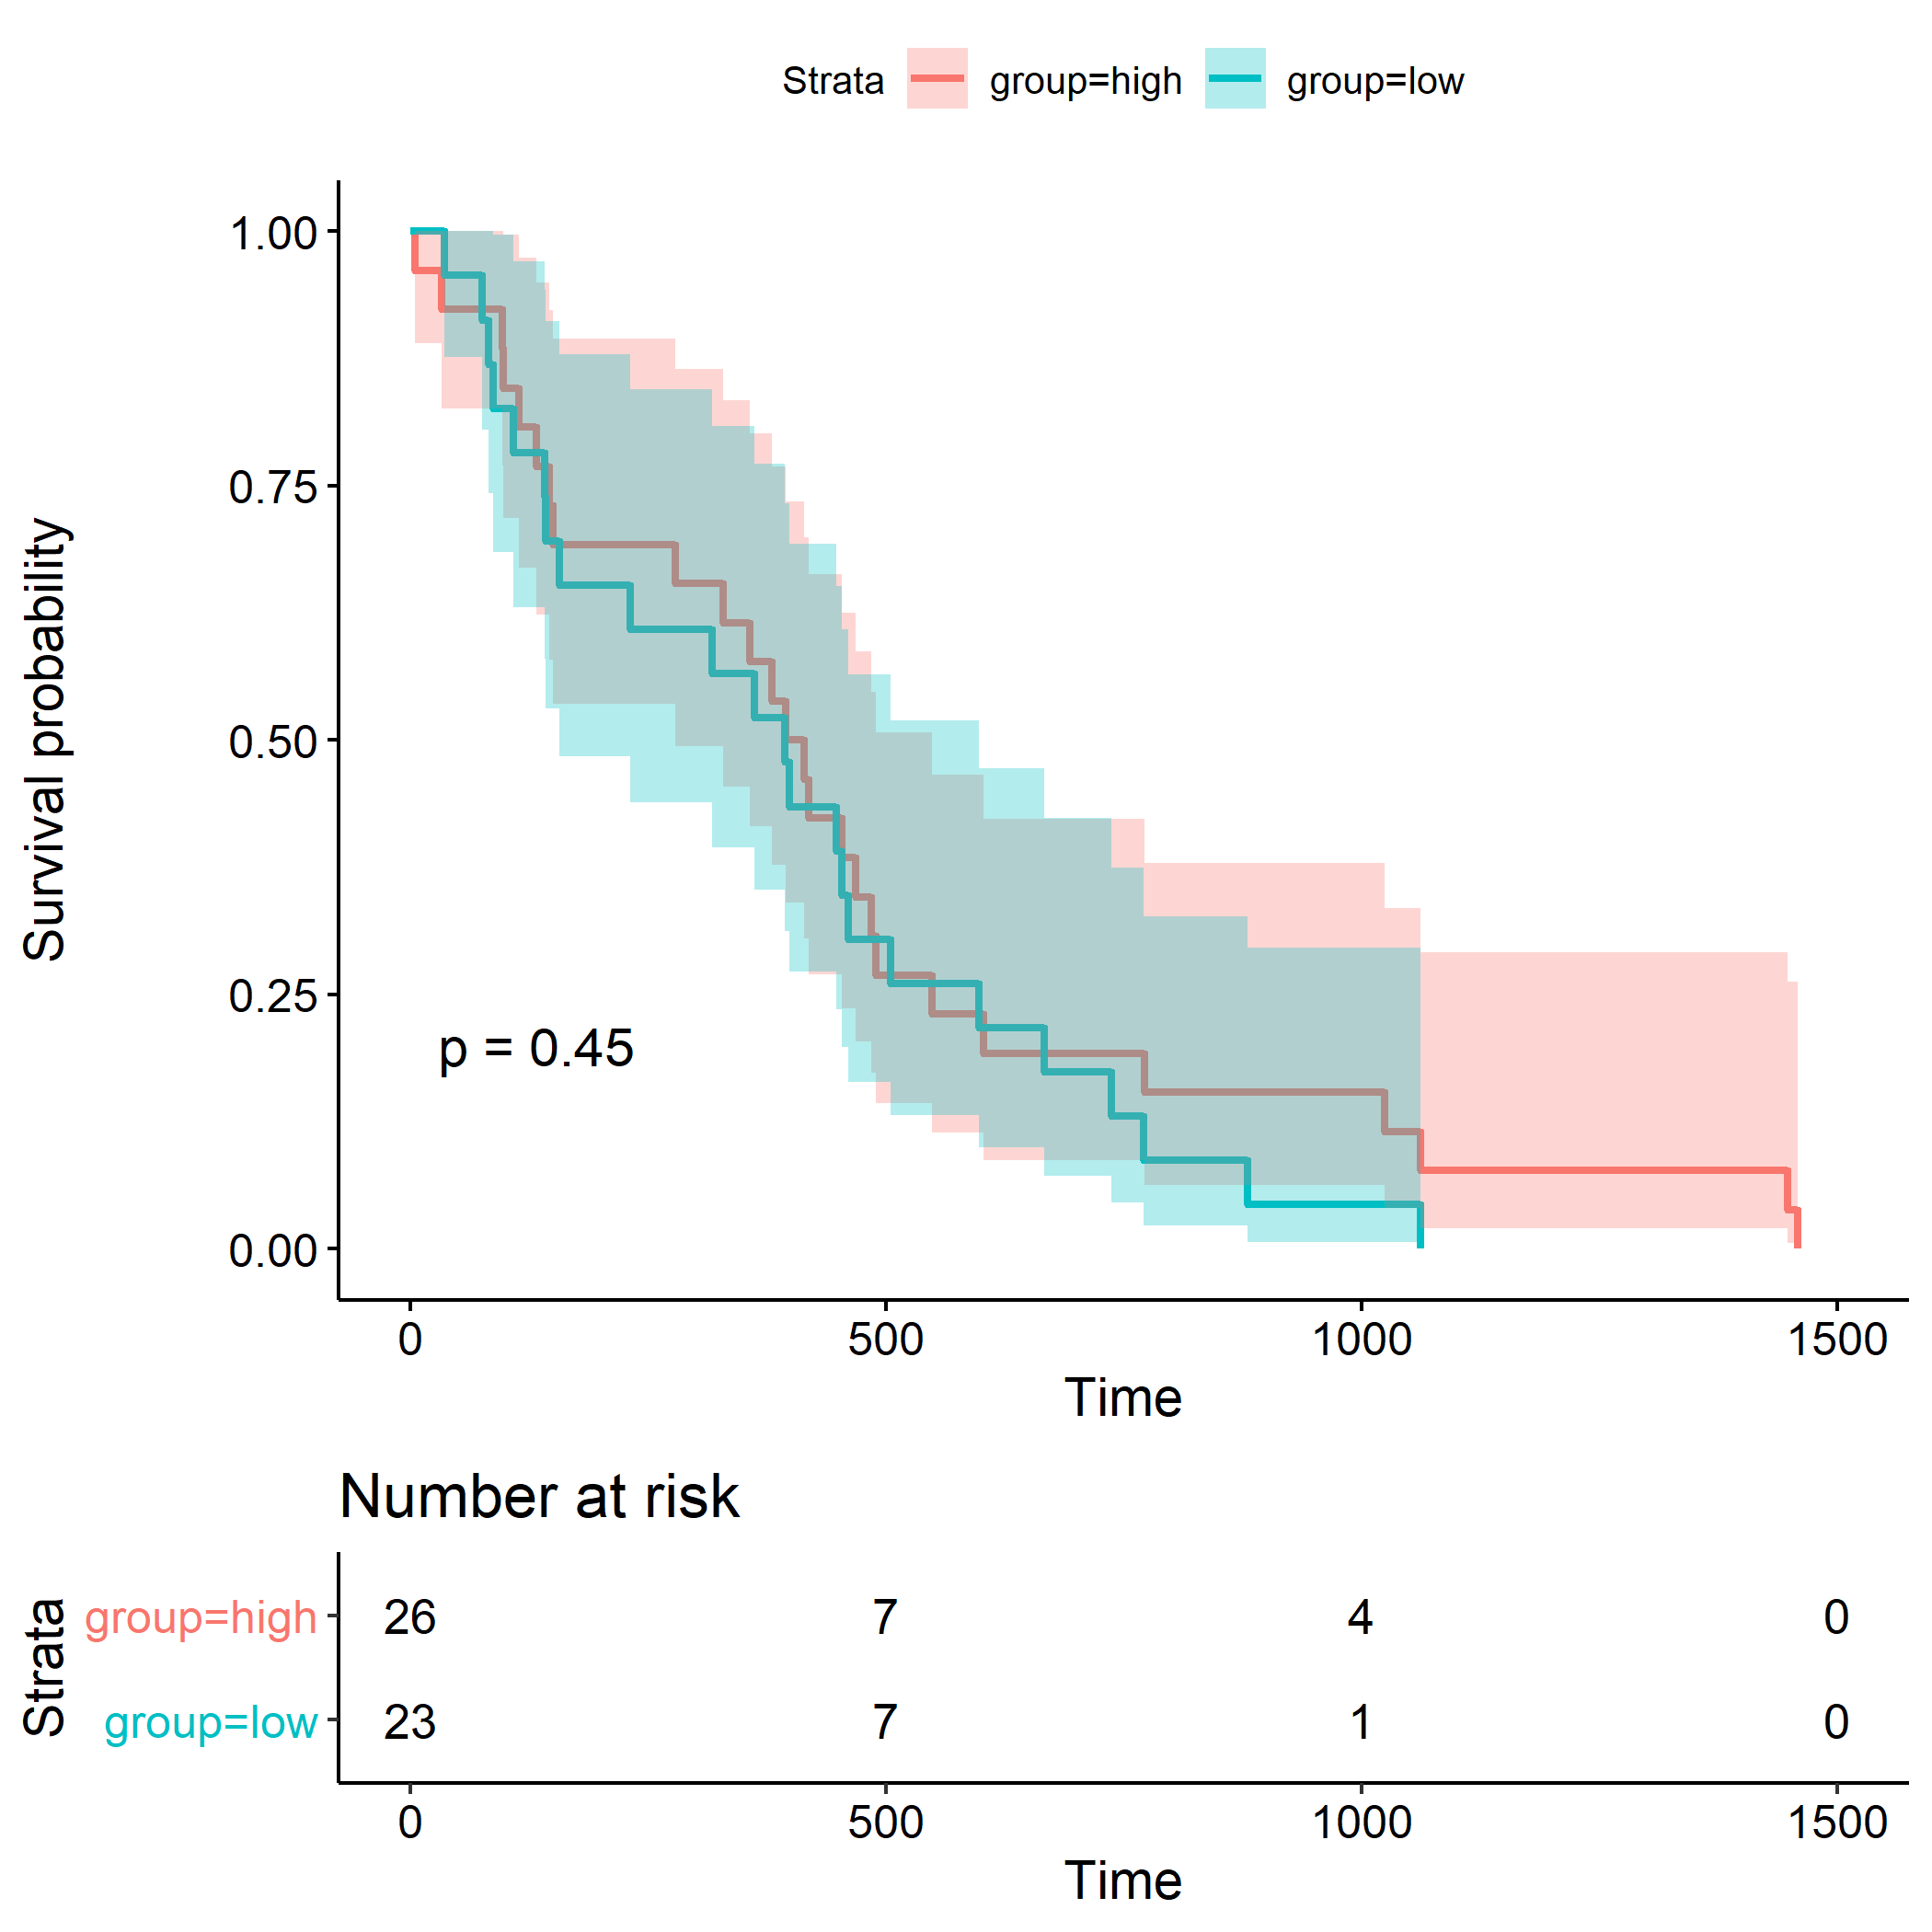 Strata group=high group=low
Survival probability
1.00
0.75
0.50
0.25
0.00
p = 0.45
0 500 1000 1500
Time
Number at risk
Strata
group=high 26 7 4 0
group=low 23 7 1 0
0 500 1000 1500
Time